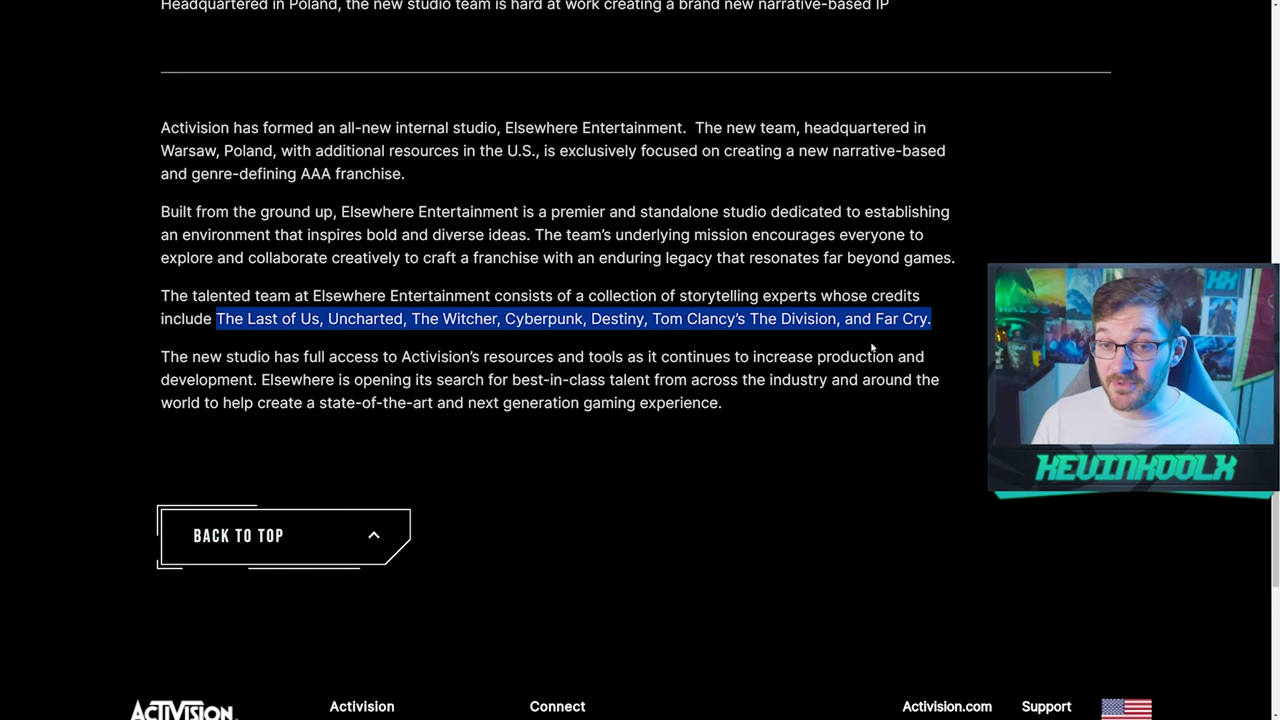 Headquartered in Poland, the new studio team is hard at work creating a brand new narrative-based IP
Activision has formed an all-new internal studio, Elsewhere Entertainment.  The new team, headquartered in
Warsaw, Poland, with additional resources in the U.S., is exclusively focused on creating a new narrative-based
and genre-defining AAA franchise.
Built from the ground up, Elsewhere Entertainment is a premier and standalone studio dedicated to establishing
an environment that inspires bold and diverse ideas. The team’s underlying mission encourages everyone to
explore and collaborate creatively to craft a franchise with an enduring legacy that resonates far beyond games.
The talented team at Elsewhere Entertainment consists of a collection of storytelling experts whose credits
include The Last of Us, Uncharted, The Witcher, Cyberpunk, Destiny, Tom Clancy’s The Division, and Far Cry.
The new studio has full access to Activision’s resources and tools as it continues to increase production and
development. Elsewhere is opening its search for best-in-class talent from across the industry and around the
world to help create a state-of-the-art and next generation gaming experience.
KEVINKOOLX
BACK TO TOP
ACTIVISION
Activision
Connect
Activision.com
Support